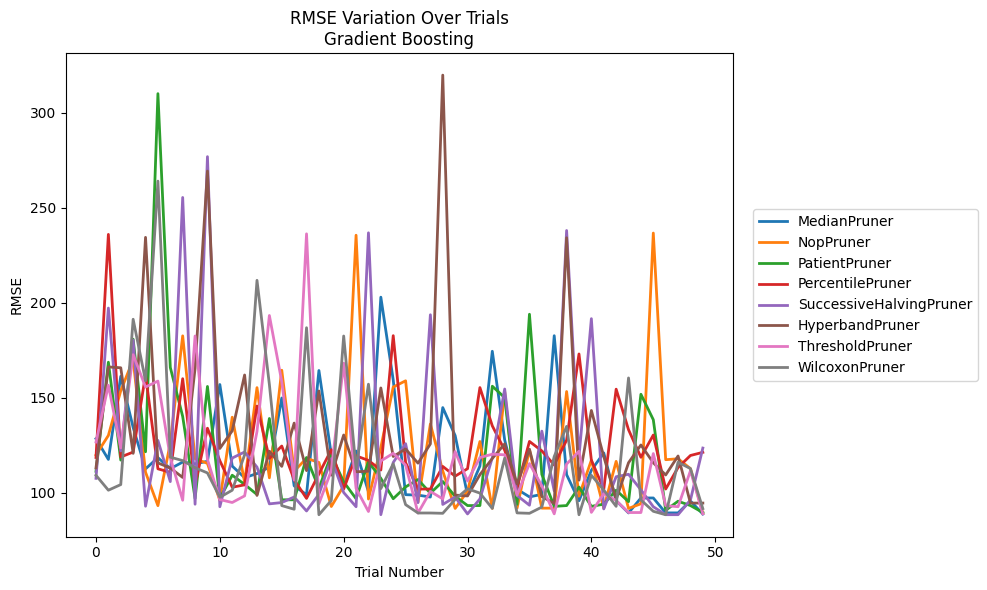 RMSE Variation Over Trials
Gradient Boosting
RMSE
300
250
200
150
100
0
10
20
30
40
50
Trial Number
MedianPruner
NopPruner
PatientPruner
PercentilePruner
SuccessiveHalvingPruner
HyperbandPruner
ThresholdPruner
WilcoxonPruner